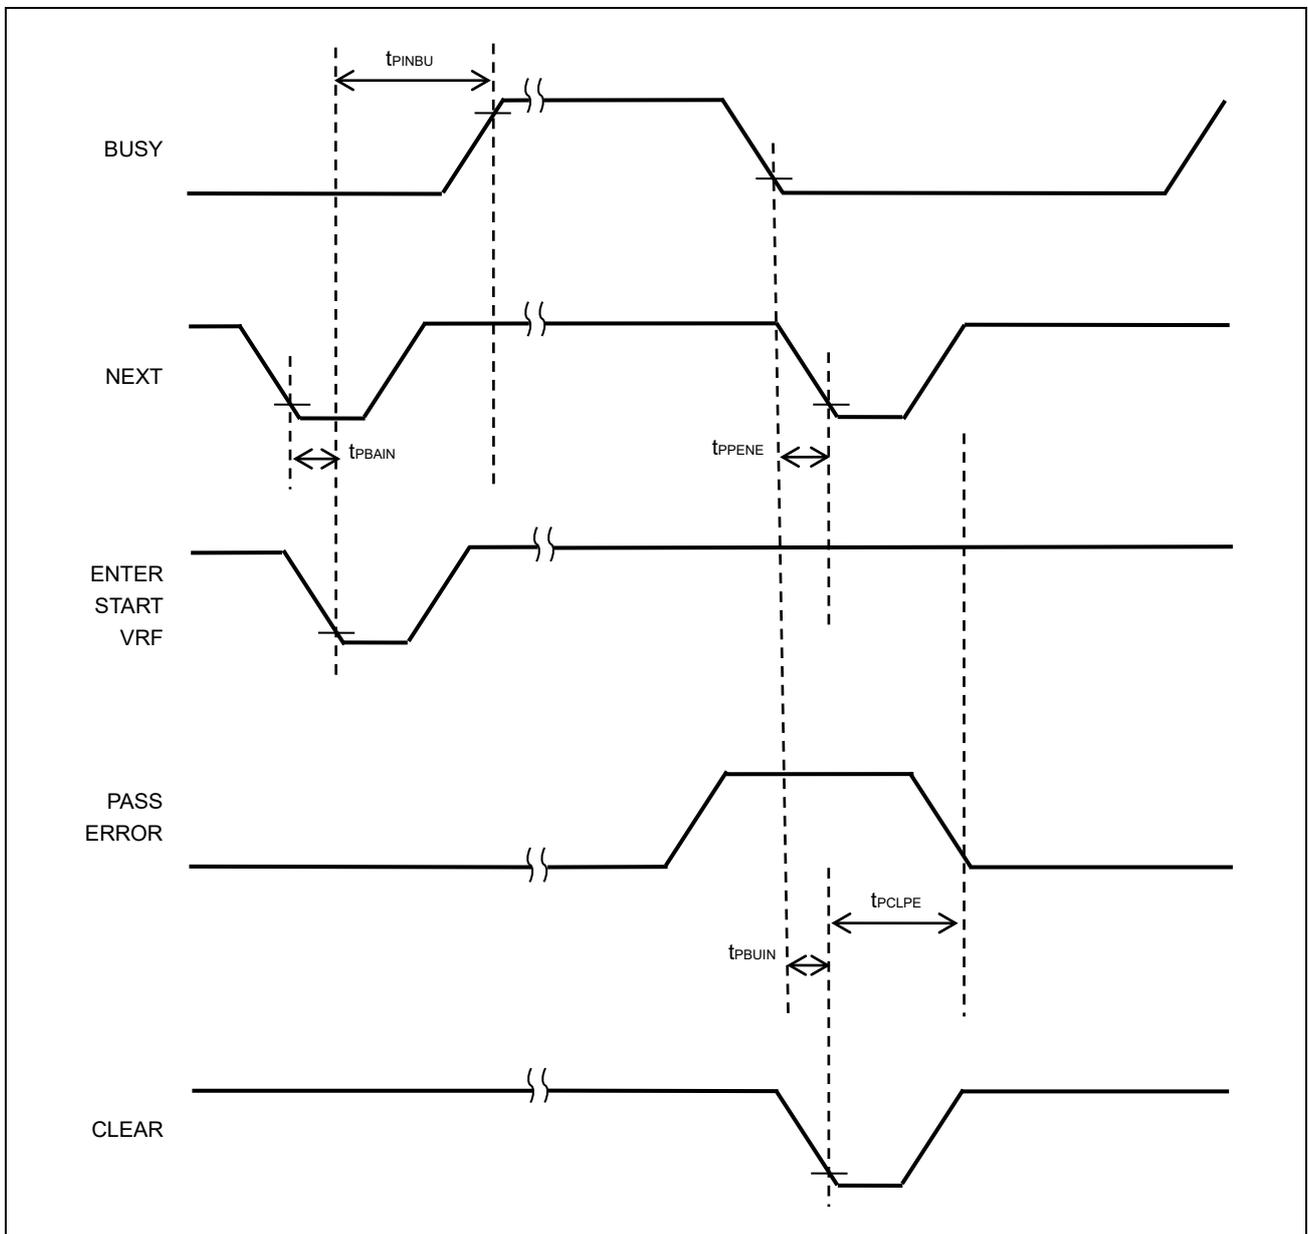 tPINBU
BUSY
NEXT
tPBAIN
tPPENE
ENTER
START
VRF
PASS
ERROR
tPCLPE
tPBUIN
CLEAR